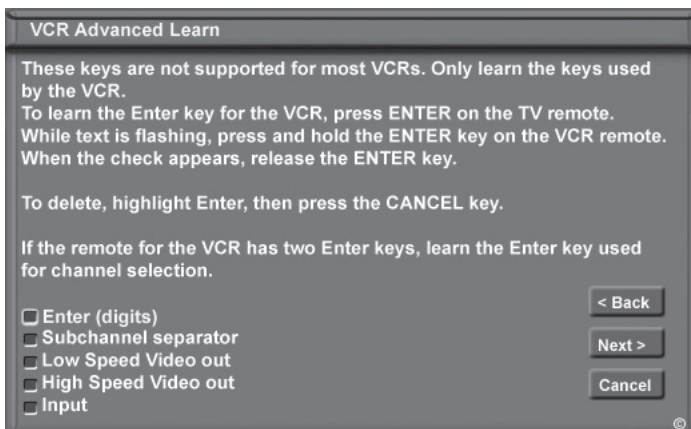 VCR Advanced Learn
These keys are not supported for most VCRs. Only learn the keys used
by the VCR.
To learn the Enter key for the VCR, press ENTER on the TV remote.
While text is flashing, press and hold the ENTER key on the VCR remote.
When the check appears, release the ENTER key.
To delete, highlight Enter, then press the CANCEL key.
If the remote for the VCR has two Enter keys, learn the Enter key used
for channel selection.
Enter (digits)
Subchannel separator
Low Speed Video out
High Speed Video out
Input
< Back
Next >
Cancel
©